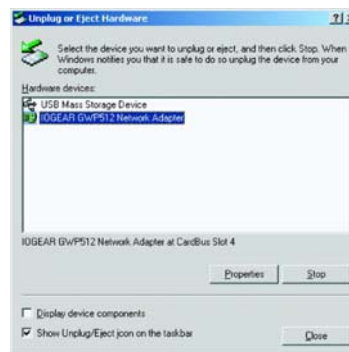 Unplug or Eject Hardware
Select the device you want to unplug or eject, and then click Stop. When
Windows notifies you that it is safe to do so unplug the device from your
computer.
Hardware devices:
USB Mass Storage Device
IOGEAR GWP512 Network Adapter
IOGEAR GWP512 Network Adapter at CardBus Slot 4
Properties
Stop
Display device components
Show Unplug/Eject icon on the taskbar
Close